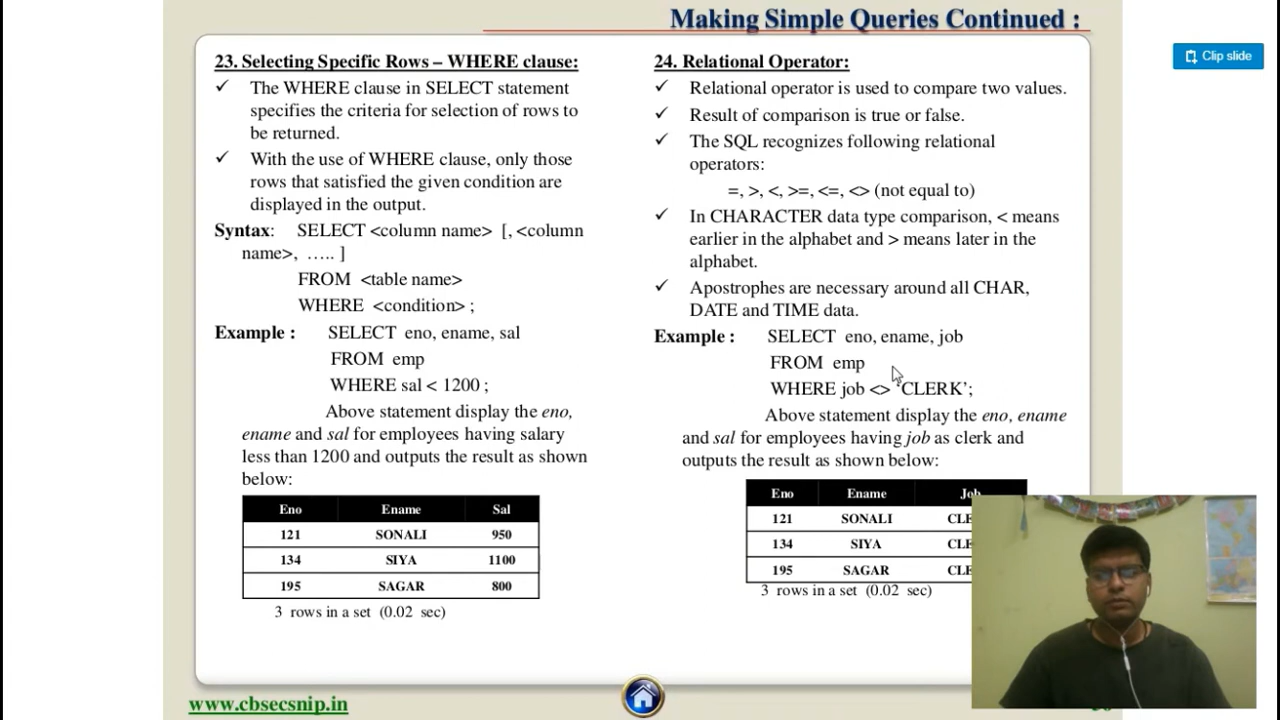 Making Simple Queries Continued :
Clip slide
23. Selecting Specific Rows – WHERE clause:
✓ The WHERE clause in SELECT statement
specifies the criteria for selection of rows to
be returned.
✓ With the use of WHERE clause, only those
rows that satisfied the given condition are
displayed in the output.
Syntax: SELECT <column name> [, <column
name>, ….. ]
FROM <table name>
WHERE <condition> ;
Example : SELECT eno, ename, sal
FROM emp
WHERE sal < 1200 ;
Above statement display the eno,
ename and sal for employees having salary
less than 1200 and outputs the result as shown
below:
Eno Ename Sal
121 SONALI 950
134 SIYA 1100
195 SAGAR 800
3 rows in a set (0.02 sec)
24. Relational Operator:
✓ Relational operator is used to compare two values.
✓ Result of comparison is true or false.
✓ The SQL recognizes following relational
operators:
=, >, <, >=, <=, <> (not equal to)
✓ In CHARACTER data type comparison, < means
earlier in the alphabet and > means later in the
alphabet.
✓ Apostrophes are necessary around all CHAR,
DATE and TIME data.
Example : SELECT eno, ename, job
FROM emp
WHERE job <> ‘CLERK’;
Above statement display the eno, ename
and sal for employees having job as clerk and
outputs the result as shown below:
Eno Ename Job
121 SONALI CLE
134 SIYA CLE
195 SAGAR CLE
3 rows in a set (0.02 sec)
www.cbsecsnip.in